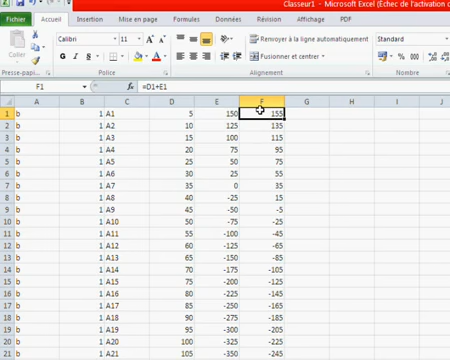 Classeur1 - Microsoft Excel (Échec de l'activation
Fichier Accueil Insertion Mise en page Formules Données Révision Affichage PDF
Calibri 11 Renvoyer à la ligne automatiquement Standard
Coller G I S Fusionner et centrer % 000
Presse-pap... Police Alignement
F1 fx =D1+E1
A B C D E F G H I J
1 b 1 A1 5 150 155
2 b 1 A2 10 125 135
3 b 1 A3 15 100 115
4 b 1 A4 20 75 95
5 b 1 A5 25 50 75
6 b 1 A6 30 25 55
7 b 1 A7 35 0 35
8 b 1 A8 40 -25 15
9 b 1 A9 45 -50 -5
10 b 1 A10 50 -75 -25
11 b 1 A11 55 -100 -45
12 b 1 A12 60 -125 -65
13 b 1 A13 65 -150 -85
14 b 1 A14 70 -175 -105
15 b 1 A15 75 -200 -125
16 b 1 A16 80 -225 -145
17 b 1 A17 85 -250 -165
18 b 1 A18 90 -275 -185
19 b 1 A19 95 -300 -205
20 b 1 A20 100 -325 -225
21 b 1 A21 105 -350 -245